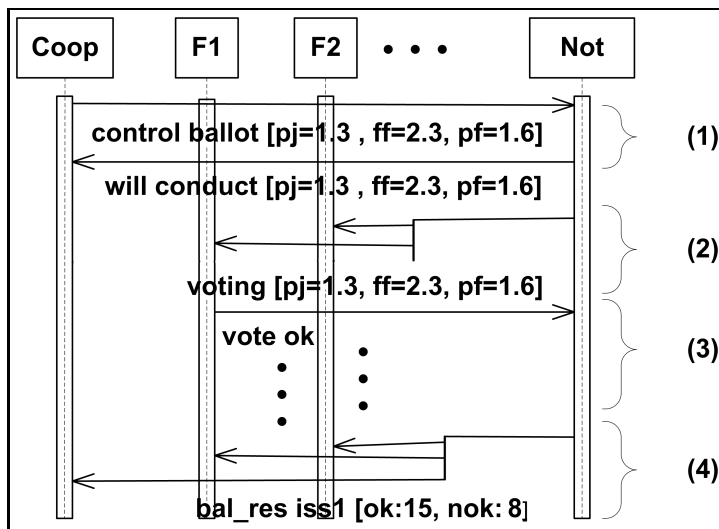 Coop F1 F2 • • • Not
control ballot [pj=1.3 , ff=2.3, pf=1.6] (1)
will conduct [pj=1.3 , ff=2.3, pf=1.6]
(2)
voting [pj=1.3, ff=2.3, pf=1.6]
vote ok (3)
(4)
bal_res iss1 [ok:15, nok: 8]